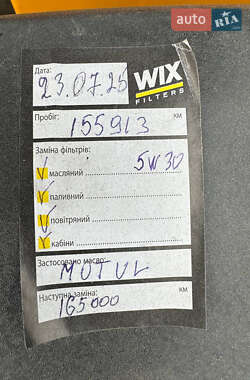 auto RIA
Дата:
23.07.25
WIX
FILTERS
Пробіг:
155913 км
Заміна фільтрів:
5W30
V масляний
V паливний
V повітряний
V кабіни
Застосовано масло:
MOTUL
Наступна заміна:
165000 км